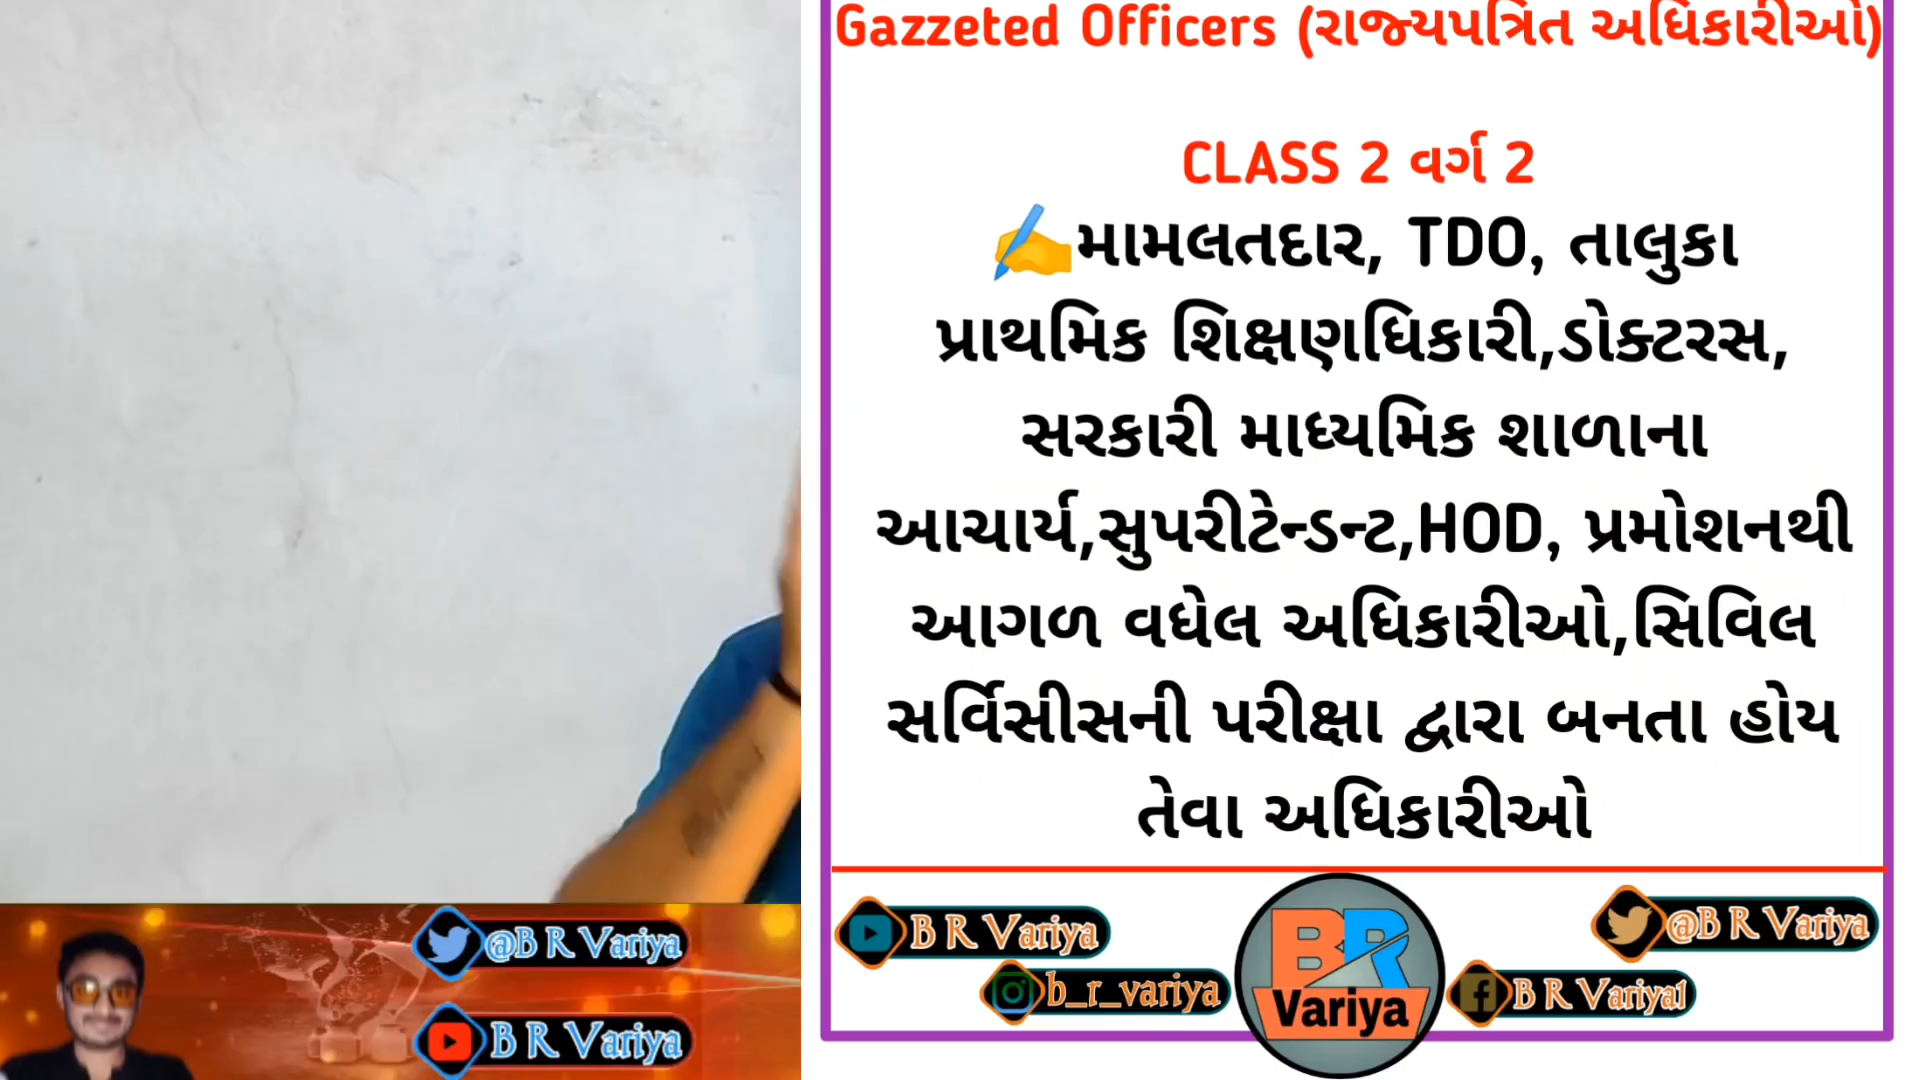 Gazzeted Officers (રાજ્યપત્રિત અધિકારીઓ)
CLASS 2 વર્ગ 2
✍મામલતદાર, TDO, તાલુકા
પ્રાથમિક શિક્ષણધિકારી,ડોક્ટરસ,
સરકારી માધ્યમિક શાળાના
આચાર્ય,સુપરીટેન્ડન્ટ,HOD, પ્રમોશનથી
આગળ વધેલ અધિકારીઓ,સિવિલ
સર્વિસીસની પરીક્ષા દ્વારા બનતા હોય
તેવા અધિકારીઓ
@B R Variya
B R Variya
B R Variya
b_r_variya
BR
Variya
@B R Variya
B R Variya1